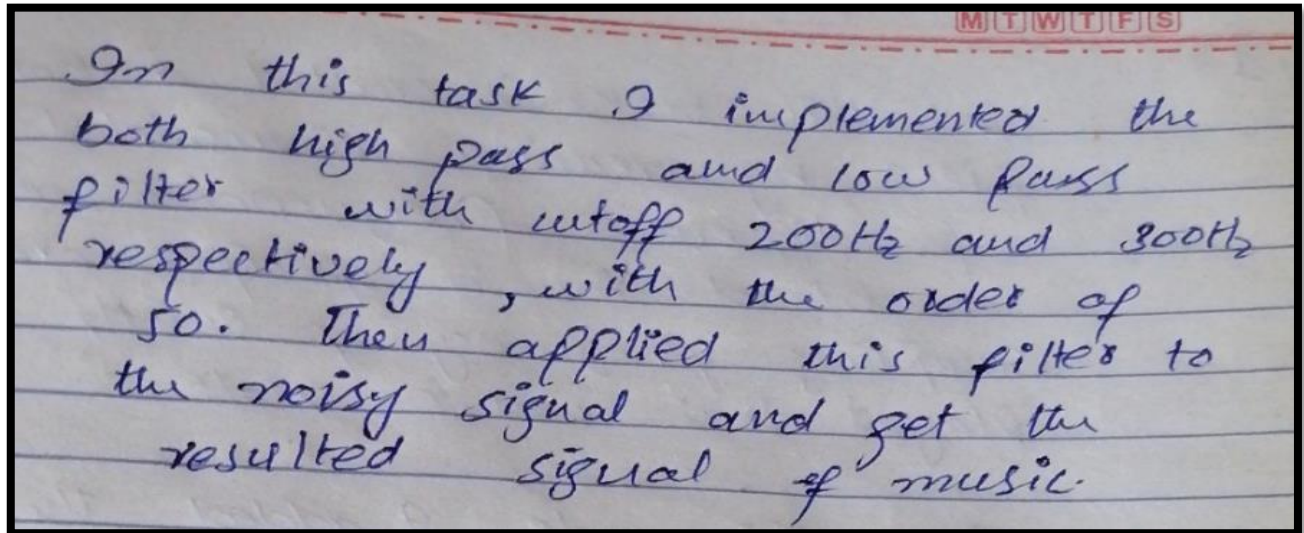 M T W T F S
In this task I implemented the
both high pass and low pass
filter with cutoff 200Hz and 300Hz
respectively, with the order of
50. Then applied this filter to
the noisy signal and get the
resulted signal of music.